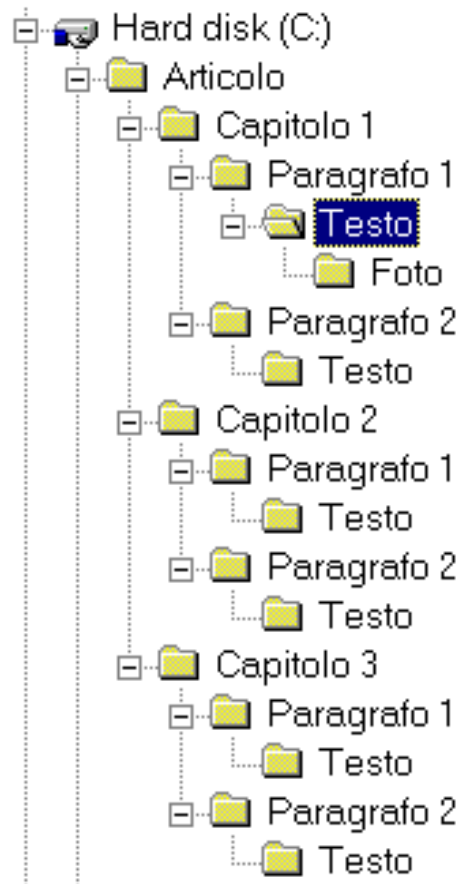 Hard disk (C:)
Articolo
Capitolo 1
Paragrafo 1
Testo
Foto
Paragrafo 2
Testo
Capitolo 2
Paragrafo 1
Testo
Paragrafo 2
Testo
Capitolo 3
Paragrafo 1
Testo
Paragrafo 2
Testo